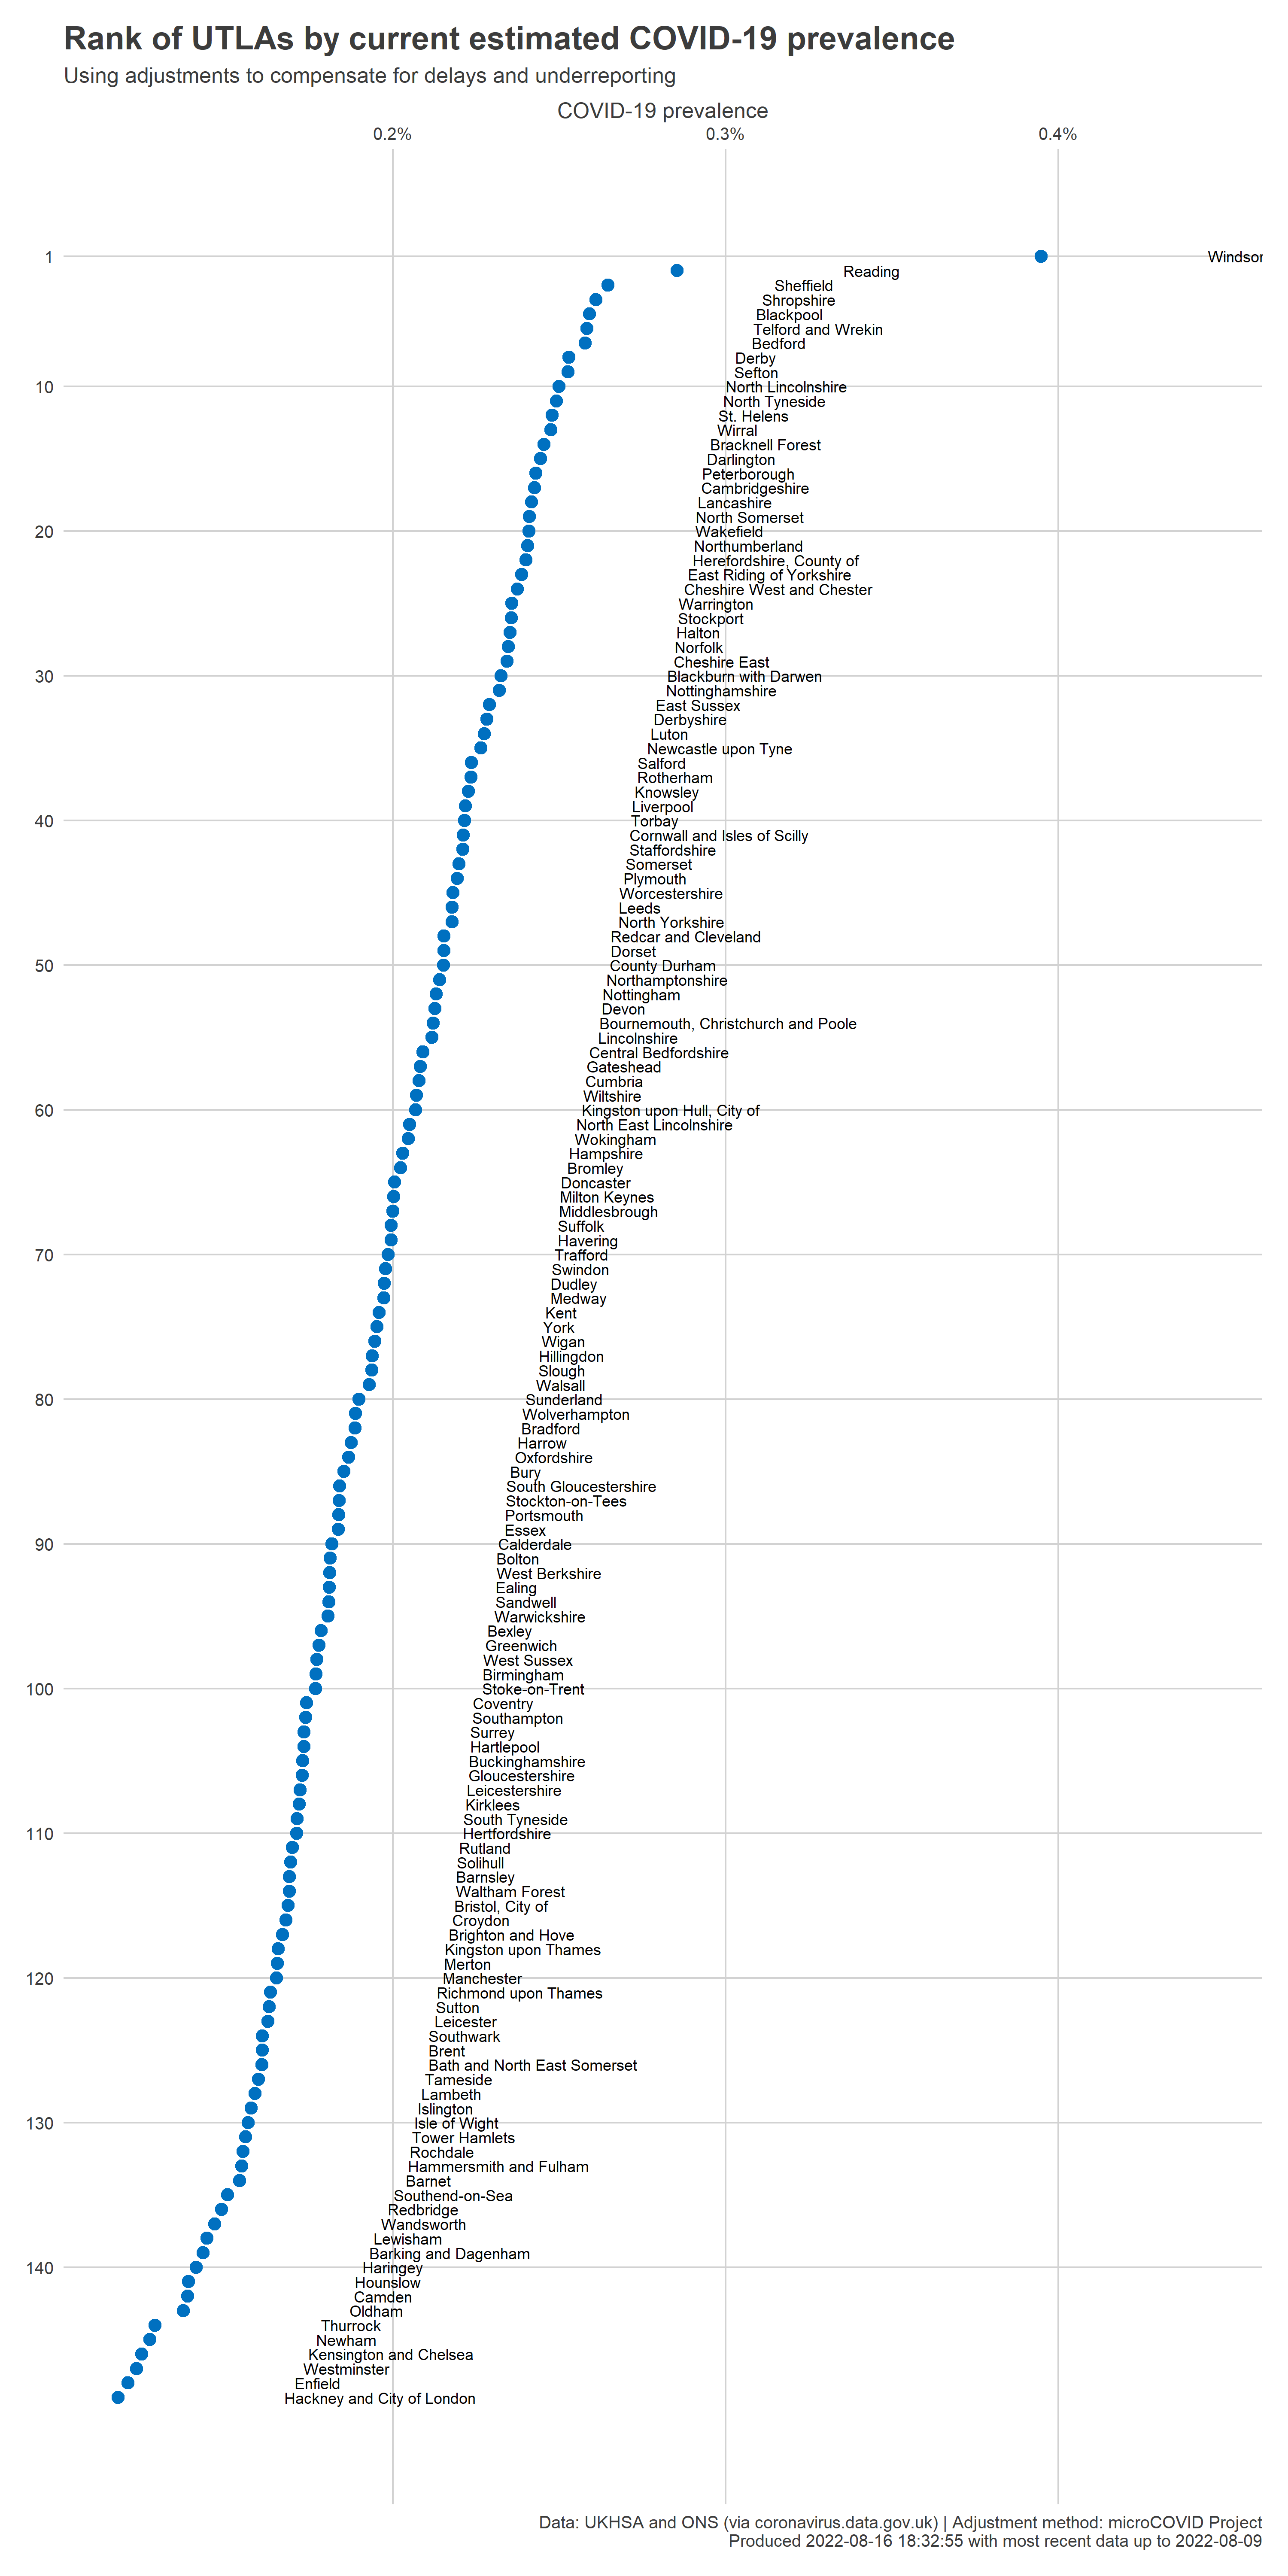 Rank of UTLAs by current estimated COVID-19 prevalence
Using adjustments to compensate for delays and underreporting
COVID-19 prevalence
0.2% 0.3% 0.4%
1 Windsor
Reading
Sheffield
Shropshire
Blackpool
Telford and Wrekin
Bedford
Derby
Sefton
10 North Lincolnshire
North Tyneside
St. Helens
Wirral
Bracknell Forest
Darlington
Peterborough
Cambridgeshire
Lancashire
North Somerset
20 Wakefield
Northumberland
Herefordshire, County of
East Riding of Yorkshire
Cheshire West and Chester
Warrington
Stockport
Halton
Norfolk
Cheshire East
30 Blackburn with Darwen
Nottinghamshire
East Sussex
Derbyshire
Luton
Newcastle upon Tyne
Salford
Rotherham
Knowsley
Liverpool
40 Torbay
Cornwall and Isles of Scilly
Staffordshire
Somerset
Plymouth
Worcestershire
Leeds
North Yorkshire
Redcar and Cleveland
Dorset
50 County Durham
Northamptonshire
Nottingham
Devon
Bournemouth, Christchurch and Poole
Lincolnshire
Central Bedfordshire
Gateshead
Cumbria
Wiltshire
60 Kingston upon Hull, City of
North East Lincolnshire
Wokingham
Hampshire
Bromley
Doncaster
Milton Keynes
Middlesbrough
Suffolk
Havering
70 Trafford
Swindon
Dudley
Medway
Kent
York
Wigan
Hillingdon
Slough
Walsall
80 Sunderland
Wolverhampton
Bradford
Harrow
Oxfordshire
Bury
South Gloucestershire
Stockton-on-Tees
Portsmouth
Essex
90 Calderdale
Bolton
West Berkshire
Ealing
Sandwell
Warwickshire
Bexley
Greenwich
West Sussex
Birmingham
100 Stoke-on-Trent
Coventry
Southampton
Surrey
Hartlepool
Buckinghamshire
Gloucestershire
Leicestershire
Kirklees
South Tyneside
110 Hertfordshire
Rutland
Solihull
Barnsley
Waltham Forest
Bristol, City of
Croydon
Brighton and Hove
Kingston upon Thames
Merton
120 Manchester
Richmond upon Thames
Sutton
Leicester
Southwark
Brent
Bath and North East Somerset
Tameside
Lambeth
Islington
130 Isle of Wight
Tower Hamlets
Rochdale
Hammersmith and Fulham
Barnet
Southend-on-Sea
Redbridge
Wandsworth
Lewisham
Barking and Dagenham
140 Haringey
Hounslow
Camden
Oldham
Thurrock
Newham
Kensington and Chelsea
Westminster
Enfield
Hackney and City of London
Data: UKHSA and ONS (via coronavirus.data.gov.uk) | Adjustment method: microCOVID Project
Produced 2022-08-16 18:32:55 with most recent data up to 2022-08-09